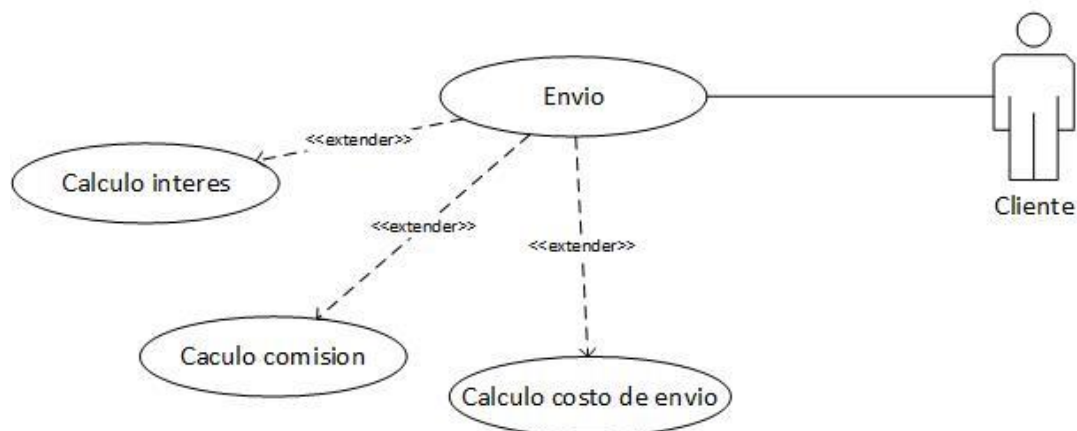 Envio
<<extender>>
Calculo interes
Cliente
<<extender>>
<<extender>>
Caculo comision
Calculo costo de envio